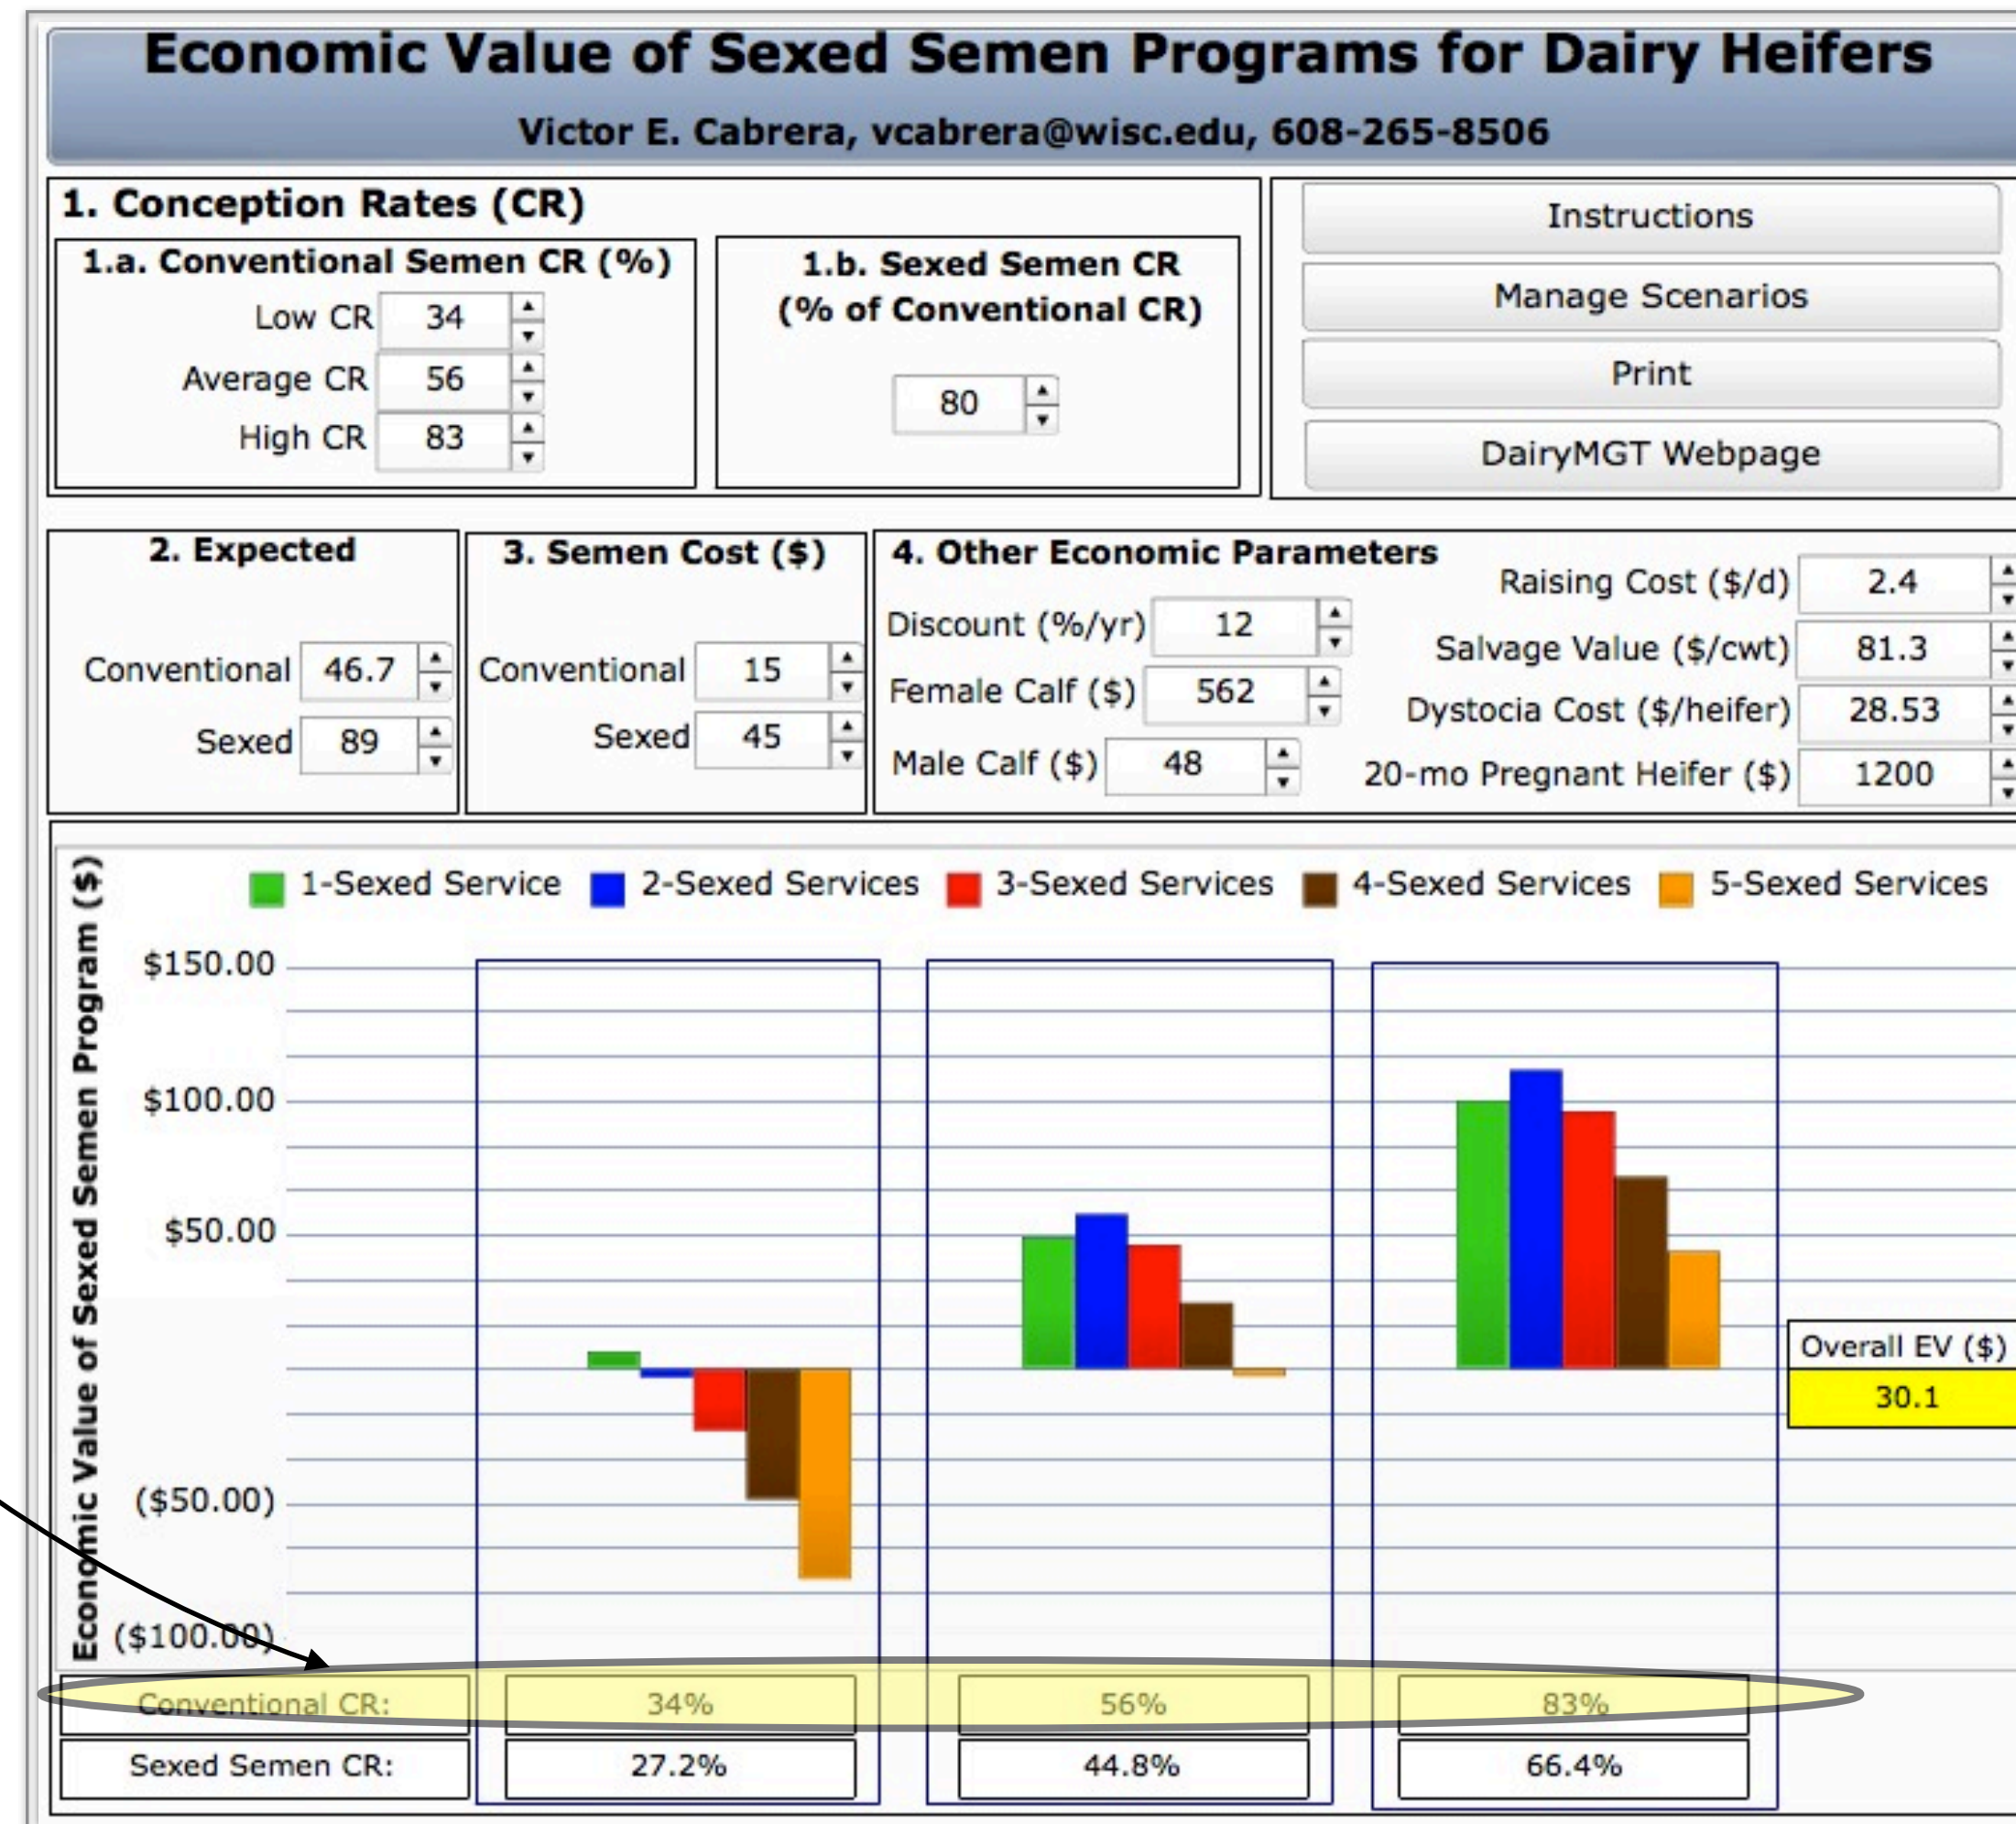 Economic Value of Sexed Semen Programs for Dairy Heifers
Victor E. Cabrera, vcabrera@wisc.edu, 608-265-8506
1. Conception Rates (CR)
1.a. Conventional Semen CR (%)
Low CR 34
Average CR 56
High CR 83
1.b. Sexed Semen CR
(% of Conventional CR)
80
Instructions
Manage Scenarios
Print
DairyMGT Webpage
2. Expected
Conventional 46.7
Sexed 89
3. Semen Cost ($)
Conventional 15
Sexed 45
4. Other Economic Parameters
Discount (%/yr) 12
Female Calf ($) 562
Male Calf ($) 48
Raising Cost ($/d) 2.4
Salvage Value ($/cwt) 81.3
Dystocia Cost ($/heifer) 28.53
20-mo Pregnant Heifer ($) 1200
Economic Value of Sexed Semen Program ($)
1-Sexed Service 2-Sexed Services 3-Sexed Services 4-Sexed Services 5-Sexed Services
$150.00
$100.00
$50.00
($50.00)
($100.00)
Overall EV ($)
30.1
Conventional CR: 34% 56% 83%
Sexed Semen CR: 27.2% 44.8% 66.4%